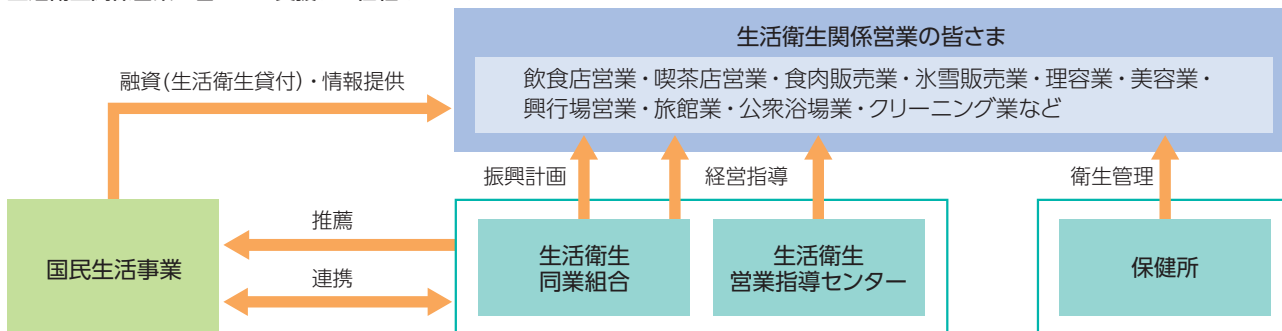 生活衛生関係営業の皆さま
融資(生活衛生貸付)・情報提供
飲食店営業・喫茶店営業・食肉販売業・氷雪販売業・理容業・美容業・
興行場営業・旅館業・公衆浴場業・クリーニング業など
振興計画
経営指導
衛生管理
推薦
国民生活事業
連携
生活衛生
同業組合
生活衛生
営業指導センター
保健所